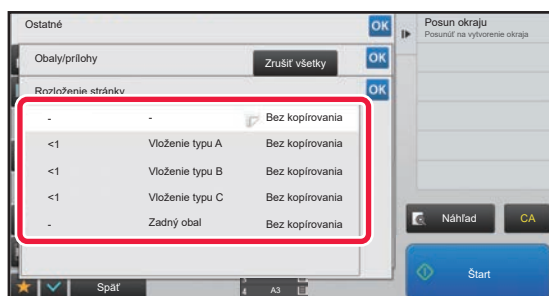 Ostatné
OK
Obaly/prílohy
Zrušiť všetky
OK
Rozloženie stránky
OK
- - Bez kopírovania
<1 Vloženie typu A Bez kopírovania
<1 Vloženie typu B Bez kopírovania
<1 Vloženie typu C Bez kopírovania
- Zadný obal Bez kopírovania
Späť
4 A3
Posun okraju
Posunúť na vytvorenie okraja
Náhľad
CA
Štart